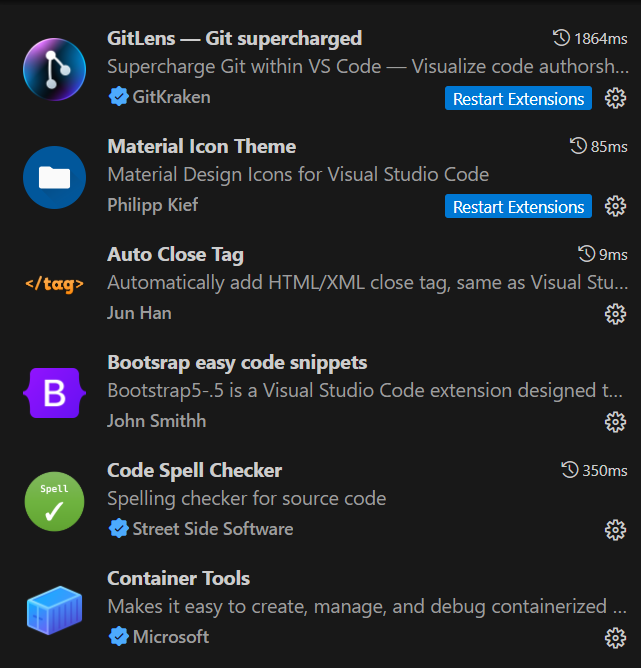 GitLens — Git supercharged 1864ms
Supercharge Git within VS Code — Visualize code authorsh...
GitKraken Restart Extensions
Material Icon Theme 85ms
Material Design Icons for Visual Studio Code
Philipp Kief Restart Extensions
Auto Close Tag 9ms
</tag> Automatically add HTML/XML close tag, same as Visual Stu...
Jun Han
Bootsrap easy code snippets
B Bootstrap5-.5 is a Visual Studio Code extension designed t...
John Smithh
Code Spell Checker 350ms
Spell Spelling checker for source code
Street Side Software
Container Tools
Makes it easy to create, manage, and debug containerized ...
Microsoft